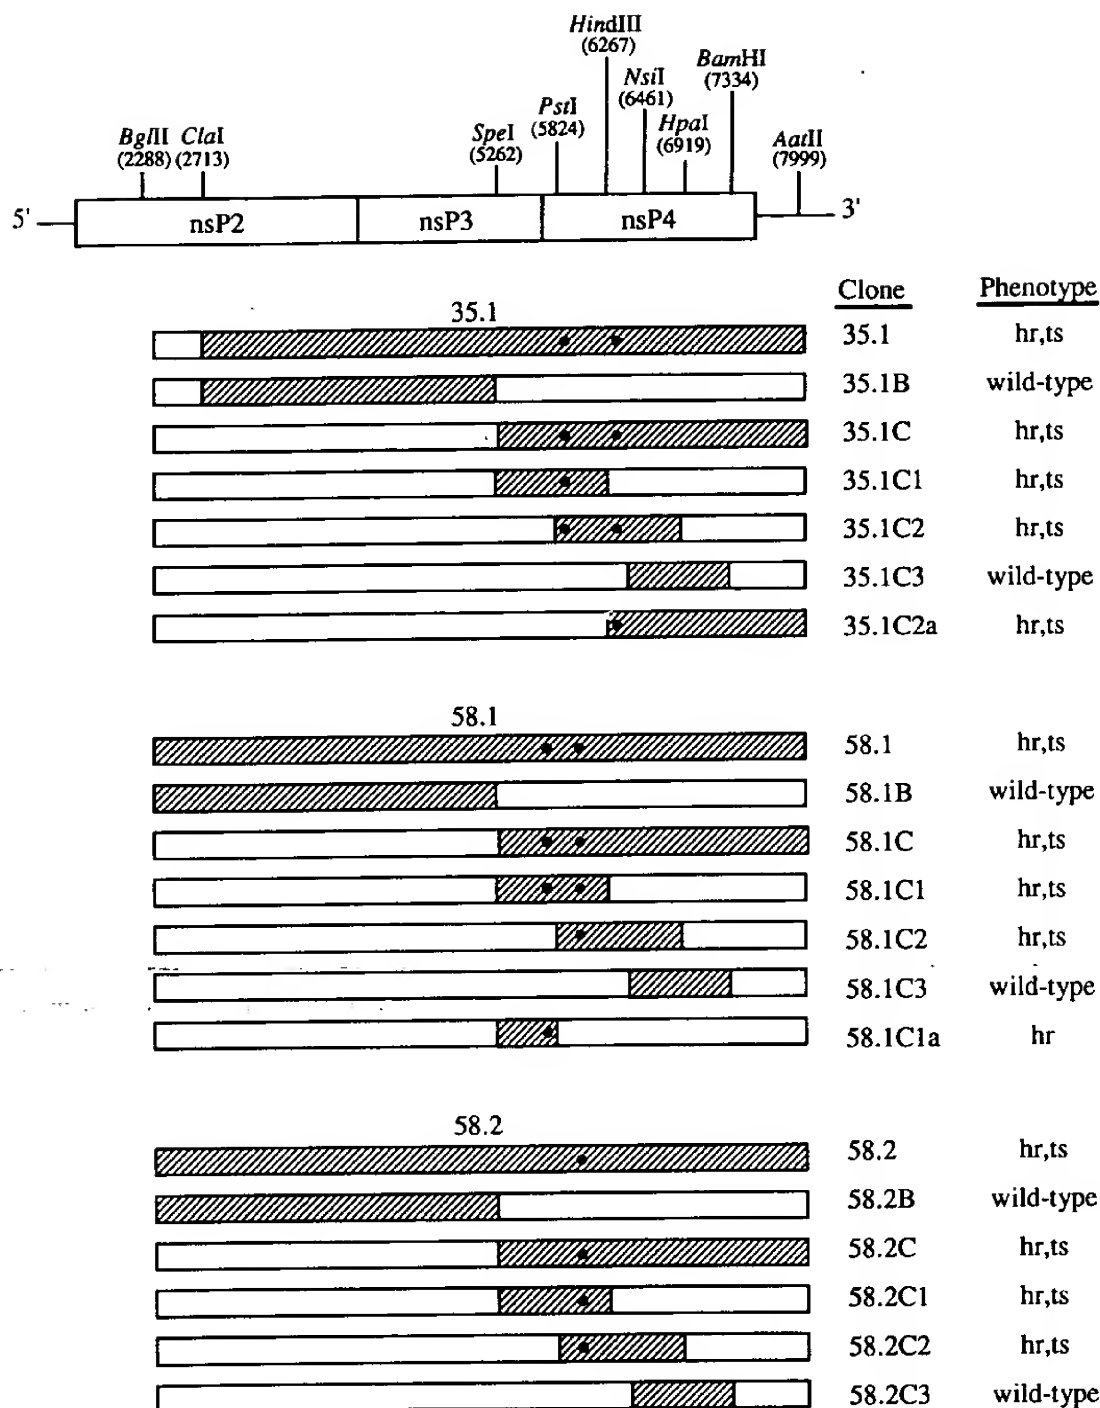 HindIII
(6267)
BamHI
(7334)
NsiI
(6461)
PstI
(5824)
HpaI
(6919)
BglII ClaI
(2288) (2713)
SpeI
(5262)
AatII
(7999)
5' nsP2 nsP3 nsP4 3'
Clone Phenotype
35.1
35.1 hr,ts
35.1B wild-type
35.1C hr,ts
35.1C1 hr,ts
35.1C2 hr,ts
35.1C3 wild-type
35.1C2a hr,ts
58.1
58.1 hr,ts
58.1B wild-type
58.1C hr,ts
58.1C1 hr,ts
58.1C2 hr,ts
58.1C3 wild-type
58.1C1a hr
58.2
58.2 hr,ts
58.2B wild-type
58.2C hr,ts
58.2C1 hr,ts
58.2C2 hr,ts
58.2C3 wild-type